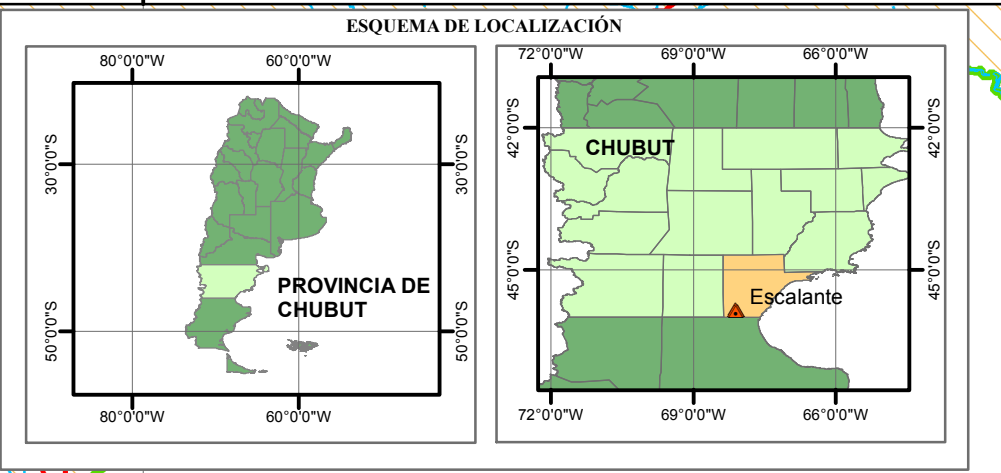 ESQUEMA DE LOCALIZACIÓN
80°0'0"W 60°0'0"W
30°0'0"S 30°0'0"S
PROVINCIA DE
CHUBUT
50°0'0"S 50°0'0"S
80°0'0"W 60°0'0"W
72°0'0"W 69°0'0"W 66°0'0"W
42°0'0"S 42°0'0"S
CHUBUT
45°0'0"S 45°0'0"S
Escalante
72°0'0"W 69°0'0"W 66°0'0"W